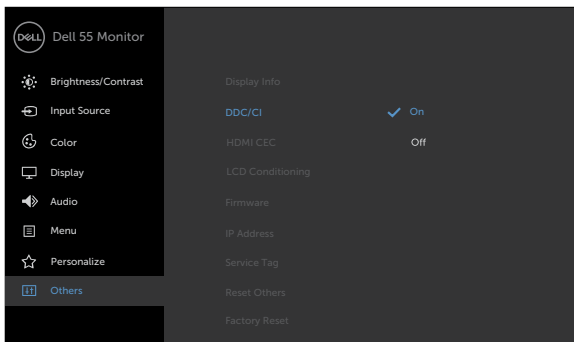 DELL Dell 55 Monitor
Brightness/Contrast
Display Info
Input Source
DDC/CI
On
Color
HDMI CEC
Off
Display
LCD Conditioning
Audio
Firmware
Menu
IP Address
Personalize
Service Tag
Others
Reset Others
Factory Reset